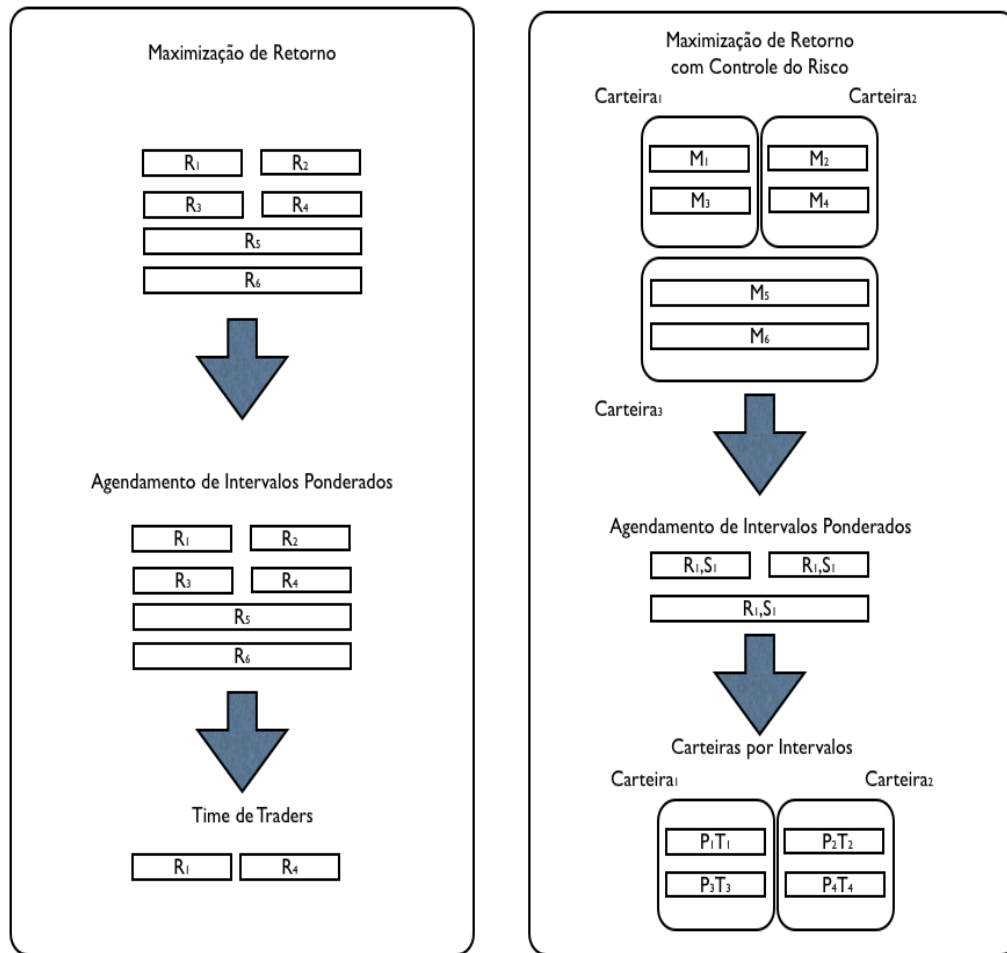 Maximização de Retorno
R₁ R₂
R₃ R₄
R₅
R₆
Agendamento de Intervalos Ponderados
R₁ R₂
R₃ R₄
R₅
R₆
Time de Traders
R₁ R₄
Maximização de Retorno
com Controle do Risco
Carteira₁ Carteira₂
M₁ M₂
M₃ M₄
M₅
M₆
Carteira₃
Agendamento de Intervalos Ponderados
R₁,S₁ R₁,S₁
R₁,S₁
Carteiras por Intervalos
Carteira₁ Carteira₂
P₁T₁ P₂T₂
P₃T₃ P₄T₄